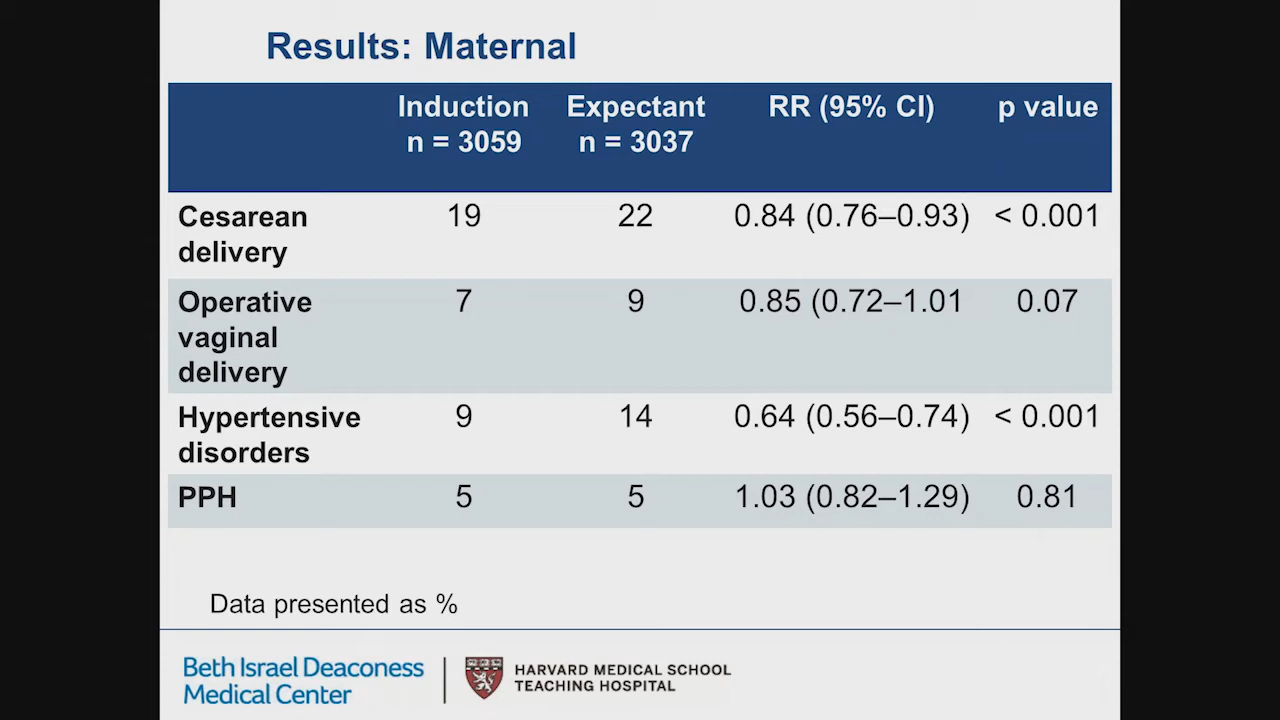 Results: Maternal
Induction Expectant RR (95% CI) p value
n = 3059 n = 3037
Cesarean 19 22 0.84 (0.76–0.93) < 0.001
delivery
Operative 7 9 0.85 (0.72–1.01 0.07
vaginal
delivery
Hypertensive 9 14 0.64 (0.56–0.74) < 0.001
disorders
PPH 5 5 1.03 (0.82–1.29) 0.81
Data presented as %
Beth Israel Deaconess
Medical Center
HARVARD MEDICAL SCHOOL
TEACHING HOSPITAL